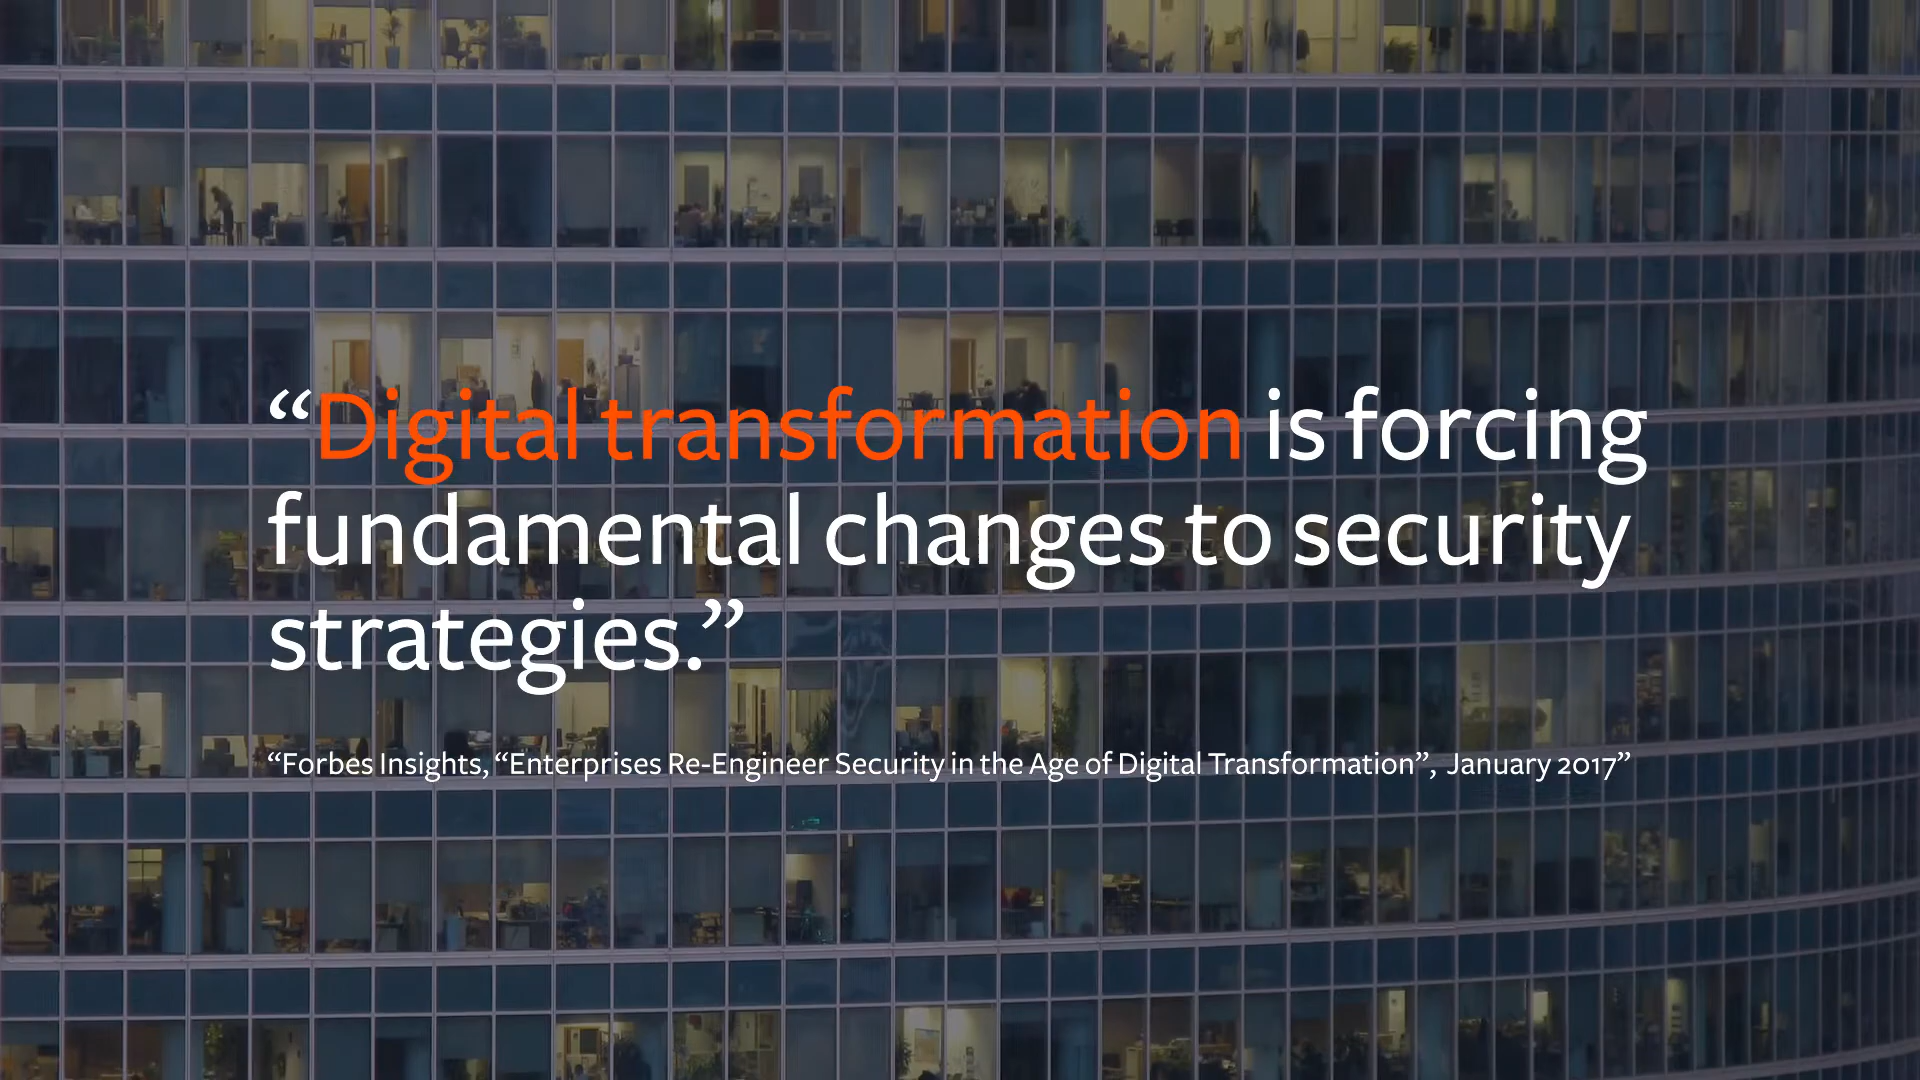 “Digital transformation is forcing
fundamental changes to security
strategies.”
“Forbes Insights, “Enterprises Re-Engineer Security in the Age of Digital Transformation”, January 2017”